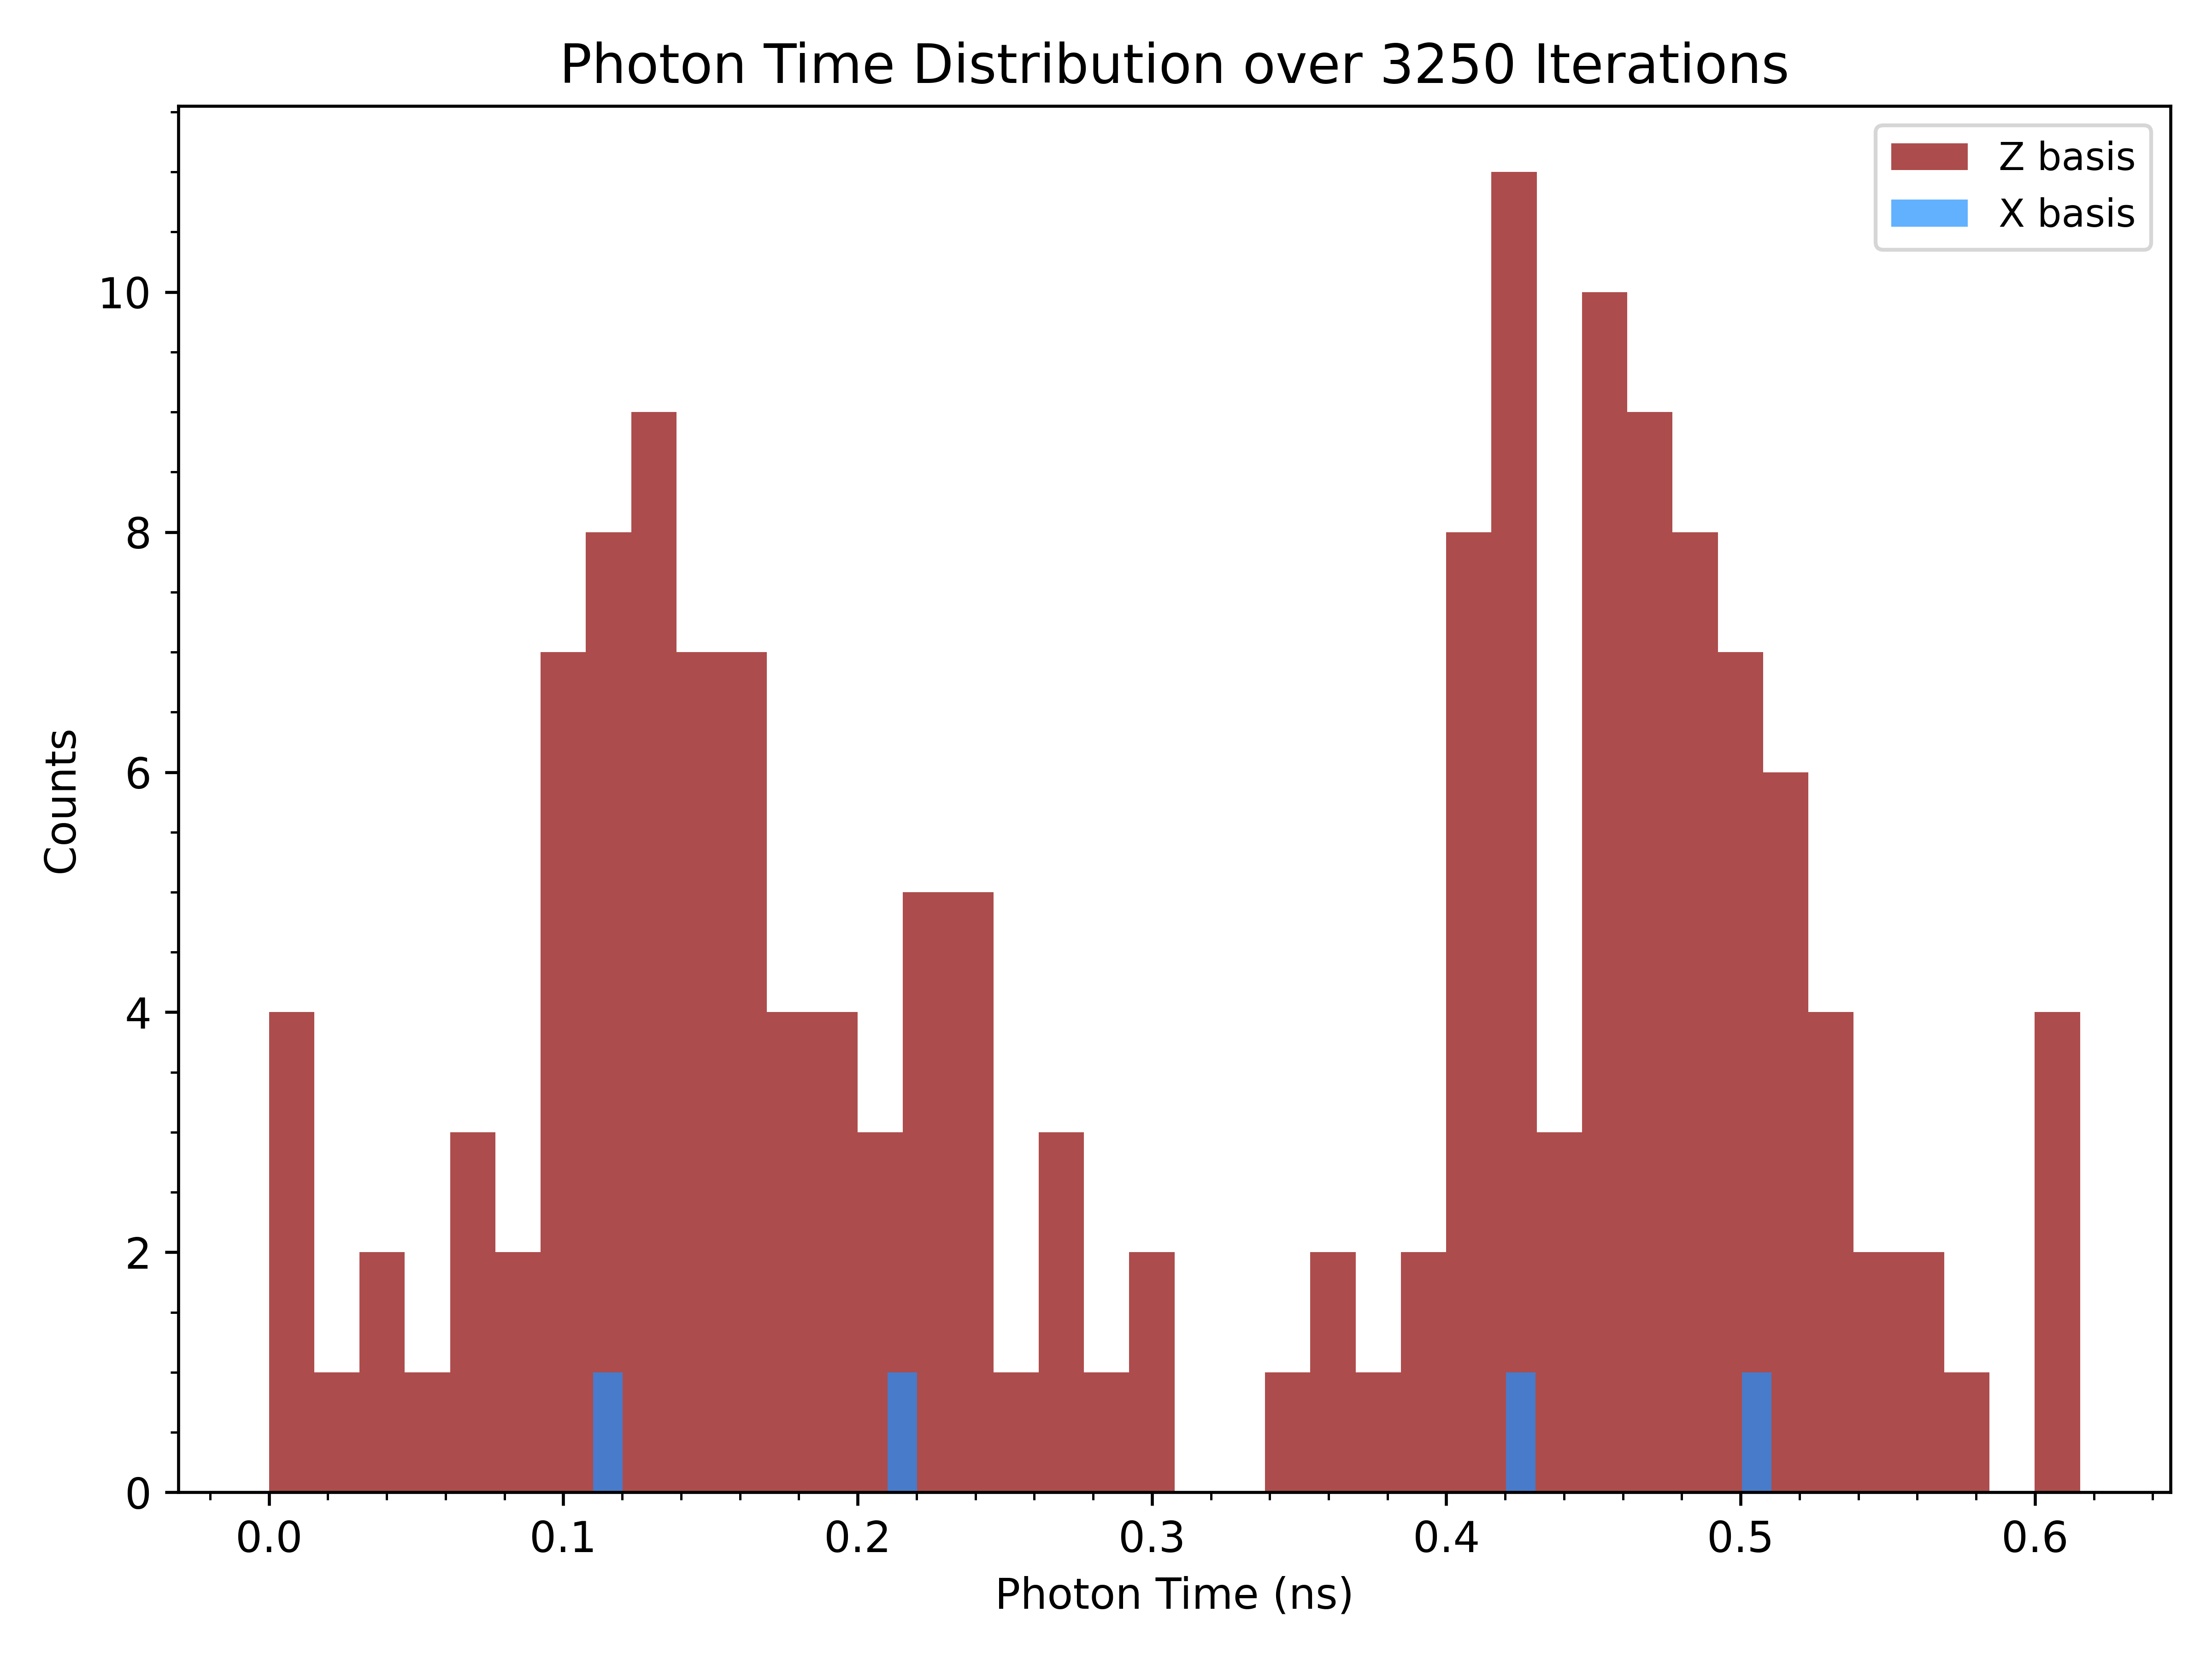 Photon Time Distribution over 3250 Iterations
Z basis
X basis
10
8
6
4
2
0
Counts
0.0 0.1 0.2 0.3 0.4 0.5 0.6
Photon Time (ns)